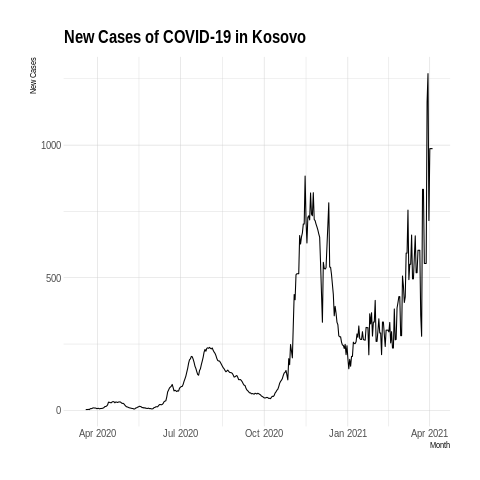 New Cases of COVID-19 in Kosovo
New Cases
1000
500
0
Apr 2020 Jul 2020 Oct 2020 Jan 2021 Apr 2021
Month